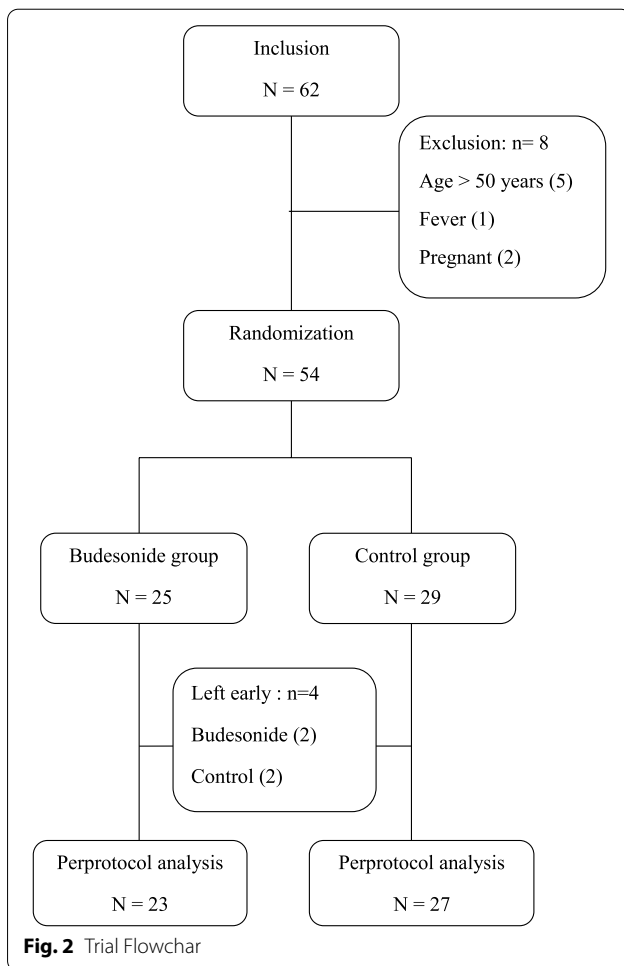 Inclusion
N = 62
Exclusion: n= 8
Age > 50 years (5)
Fever (1)
Pregnant (2)
Randomization
N = 54
Budesonide group
N = 25
Control group
N = 29
Left early : n=4
Budesonide (2)
Control (2)
Perprotocol analysis
N = 23
Perprotocol analysis
N = 27
Fig. 2 Trial Flowchar